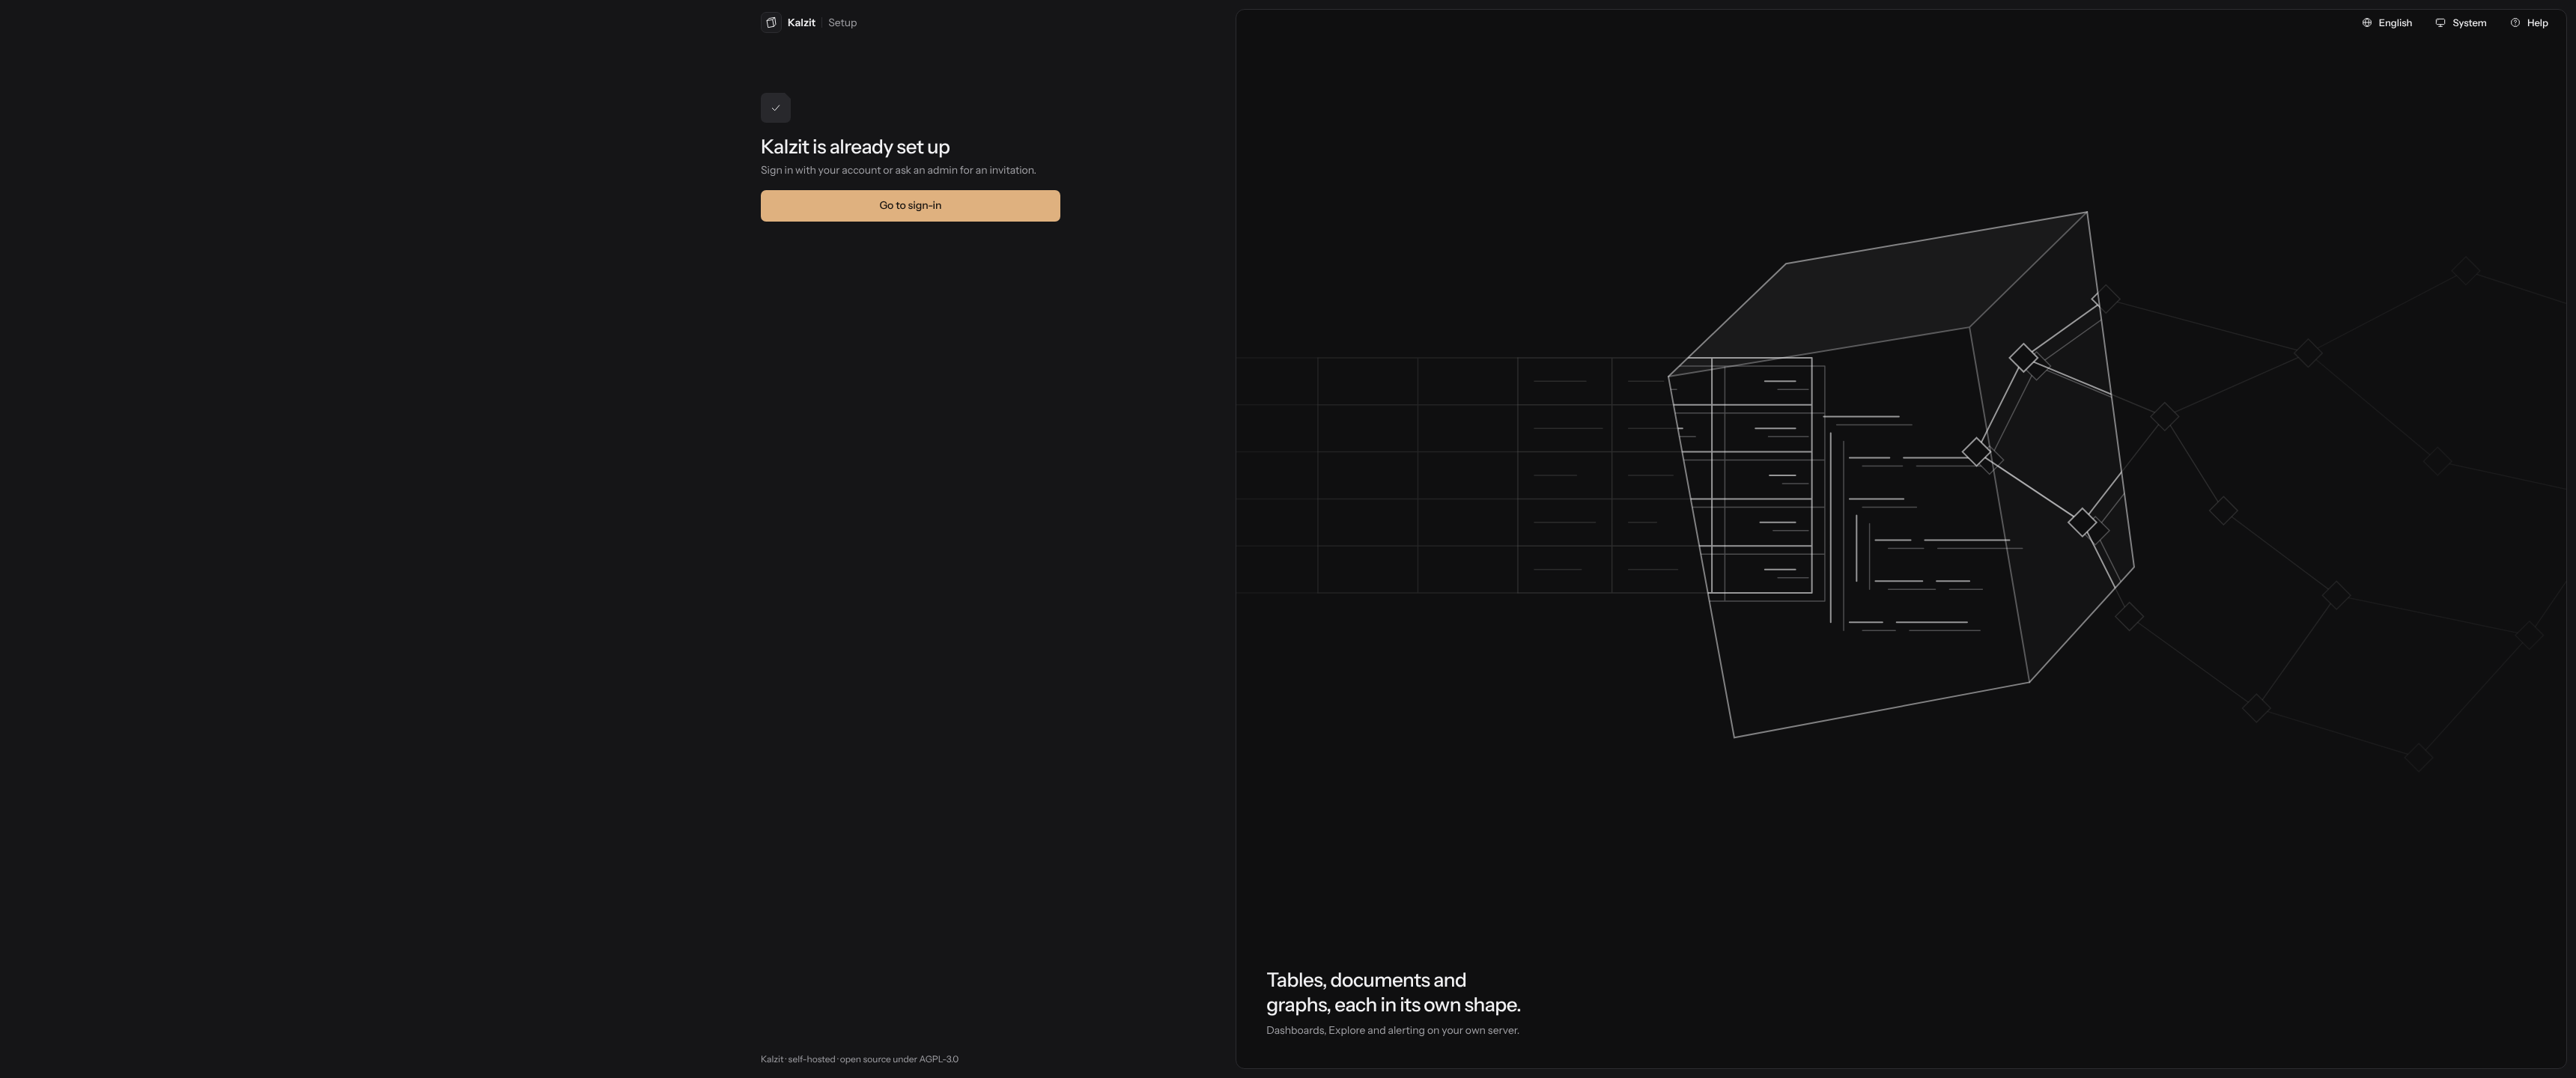 Kalzit Setup
English System Help
Kalzit is already set up
Sign in with your account or ask an admin for an invitation.
Go to sign-in
Tables, documents and
graphs, each in its own shape.
Dashboards, Explore and alerting on your own server.
Kalzit · self-hosted · open source under AGPL-3.0